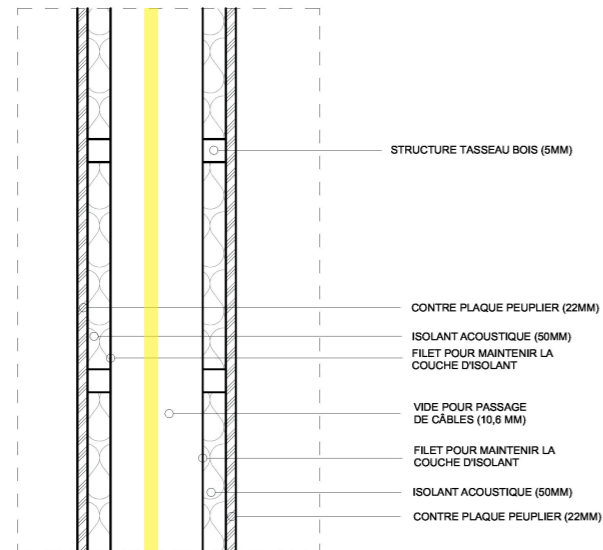 STRUCTURE TASSEAU BOIS (5MM)
CONTRE PLAQUE PEUPLIER (22MM)
ISOLANT ACOUSTIQUE (50MM)
FILET POUR MAINTENIR LA
COUCHE D'ISOLANT
VIDE POUR PASSAGE
DE CÂBLES (10,6 MM)
FILET POUR MAINTENIR LA
COUCHE D'ISOLANT
ISOLANT ACOUSTIQUE (50MM)
CONTRE PLAQUE PEUPLIER (22MM)